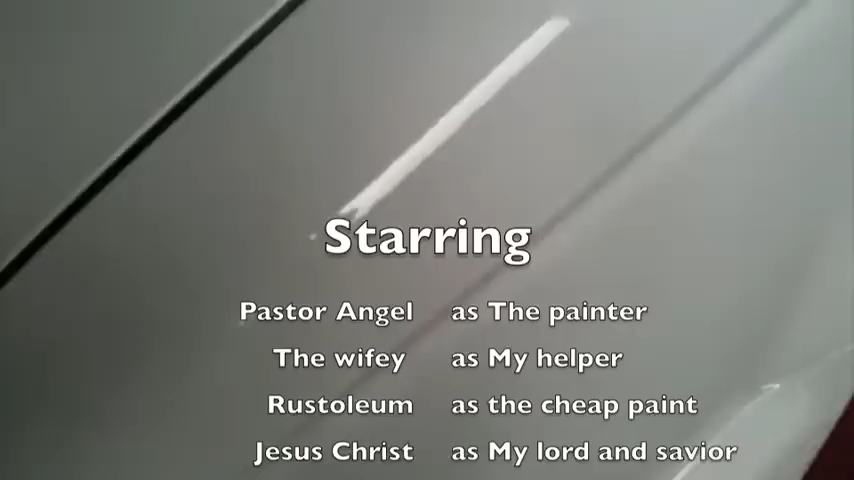 Starring
Pastor Angel as The painter
The wifey as My helper
Rustoleum as the cheap paint
Jesus Christ as My lord and savior